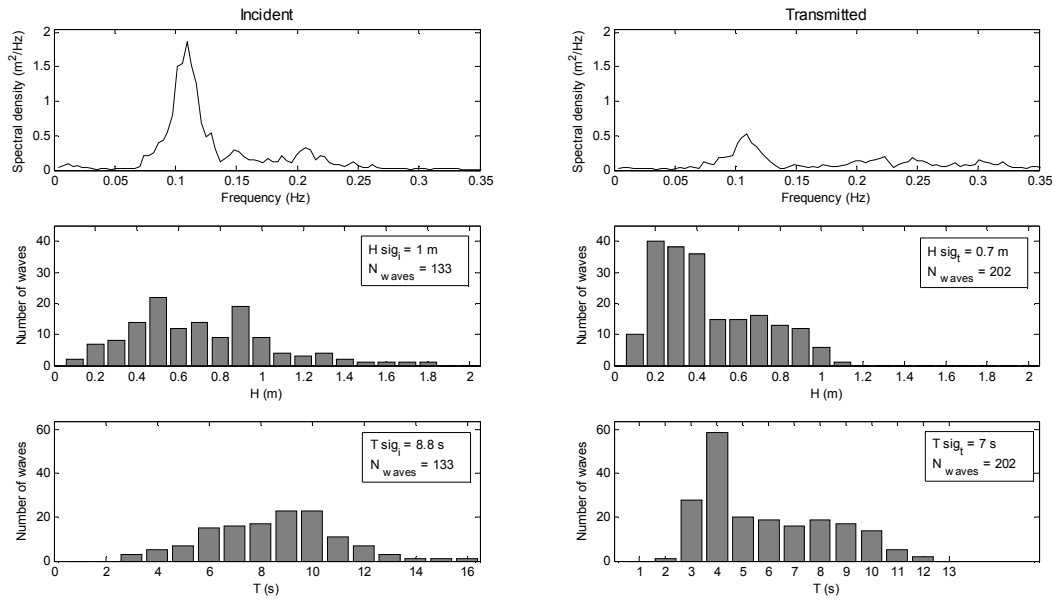 Incident
Spectral density (m²/Hz)
2
1.5
1
0.5
0
0 0.05 0.1 0.15 0.2 0.25 0.3 0.35
Frequency (Hz)
Transmitted
Spectral density (m²/Hz)
2
1.5
1
0.5
0
0 0.05 0.1 0.15 0.2 0.25 0.3 0.35
Frequency (Hz)
Number of waves
40
30
20
10
0
H sigᵢ = 1 m
N waves = 133
0 0.2 0.4 0.6 0.8 1 1.2 1.4 1.6 1.8 2
H (m)
Number of waves
40
30
20
10
0
H sigₜ = 0.7 m
N waves = 202
0 0.2 0.4 0.6 0.8 1 1.2 1.4 1.6 1.8 2
H (m)
Number of waves
60
40
20
0
T sigᵢ = 8.8 s
N waves = 133
0 2 4 6 8 10 12 14 16
T (s)
Number of waves
60
40
20
0
T sigₜ = 7 s
N waves = 202
1 2 3 4 5 6 7 8 9 10 11 12 13
T (s)